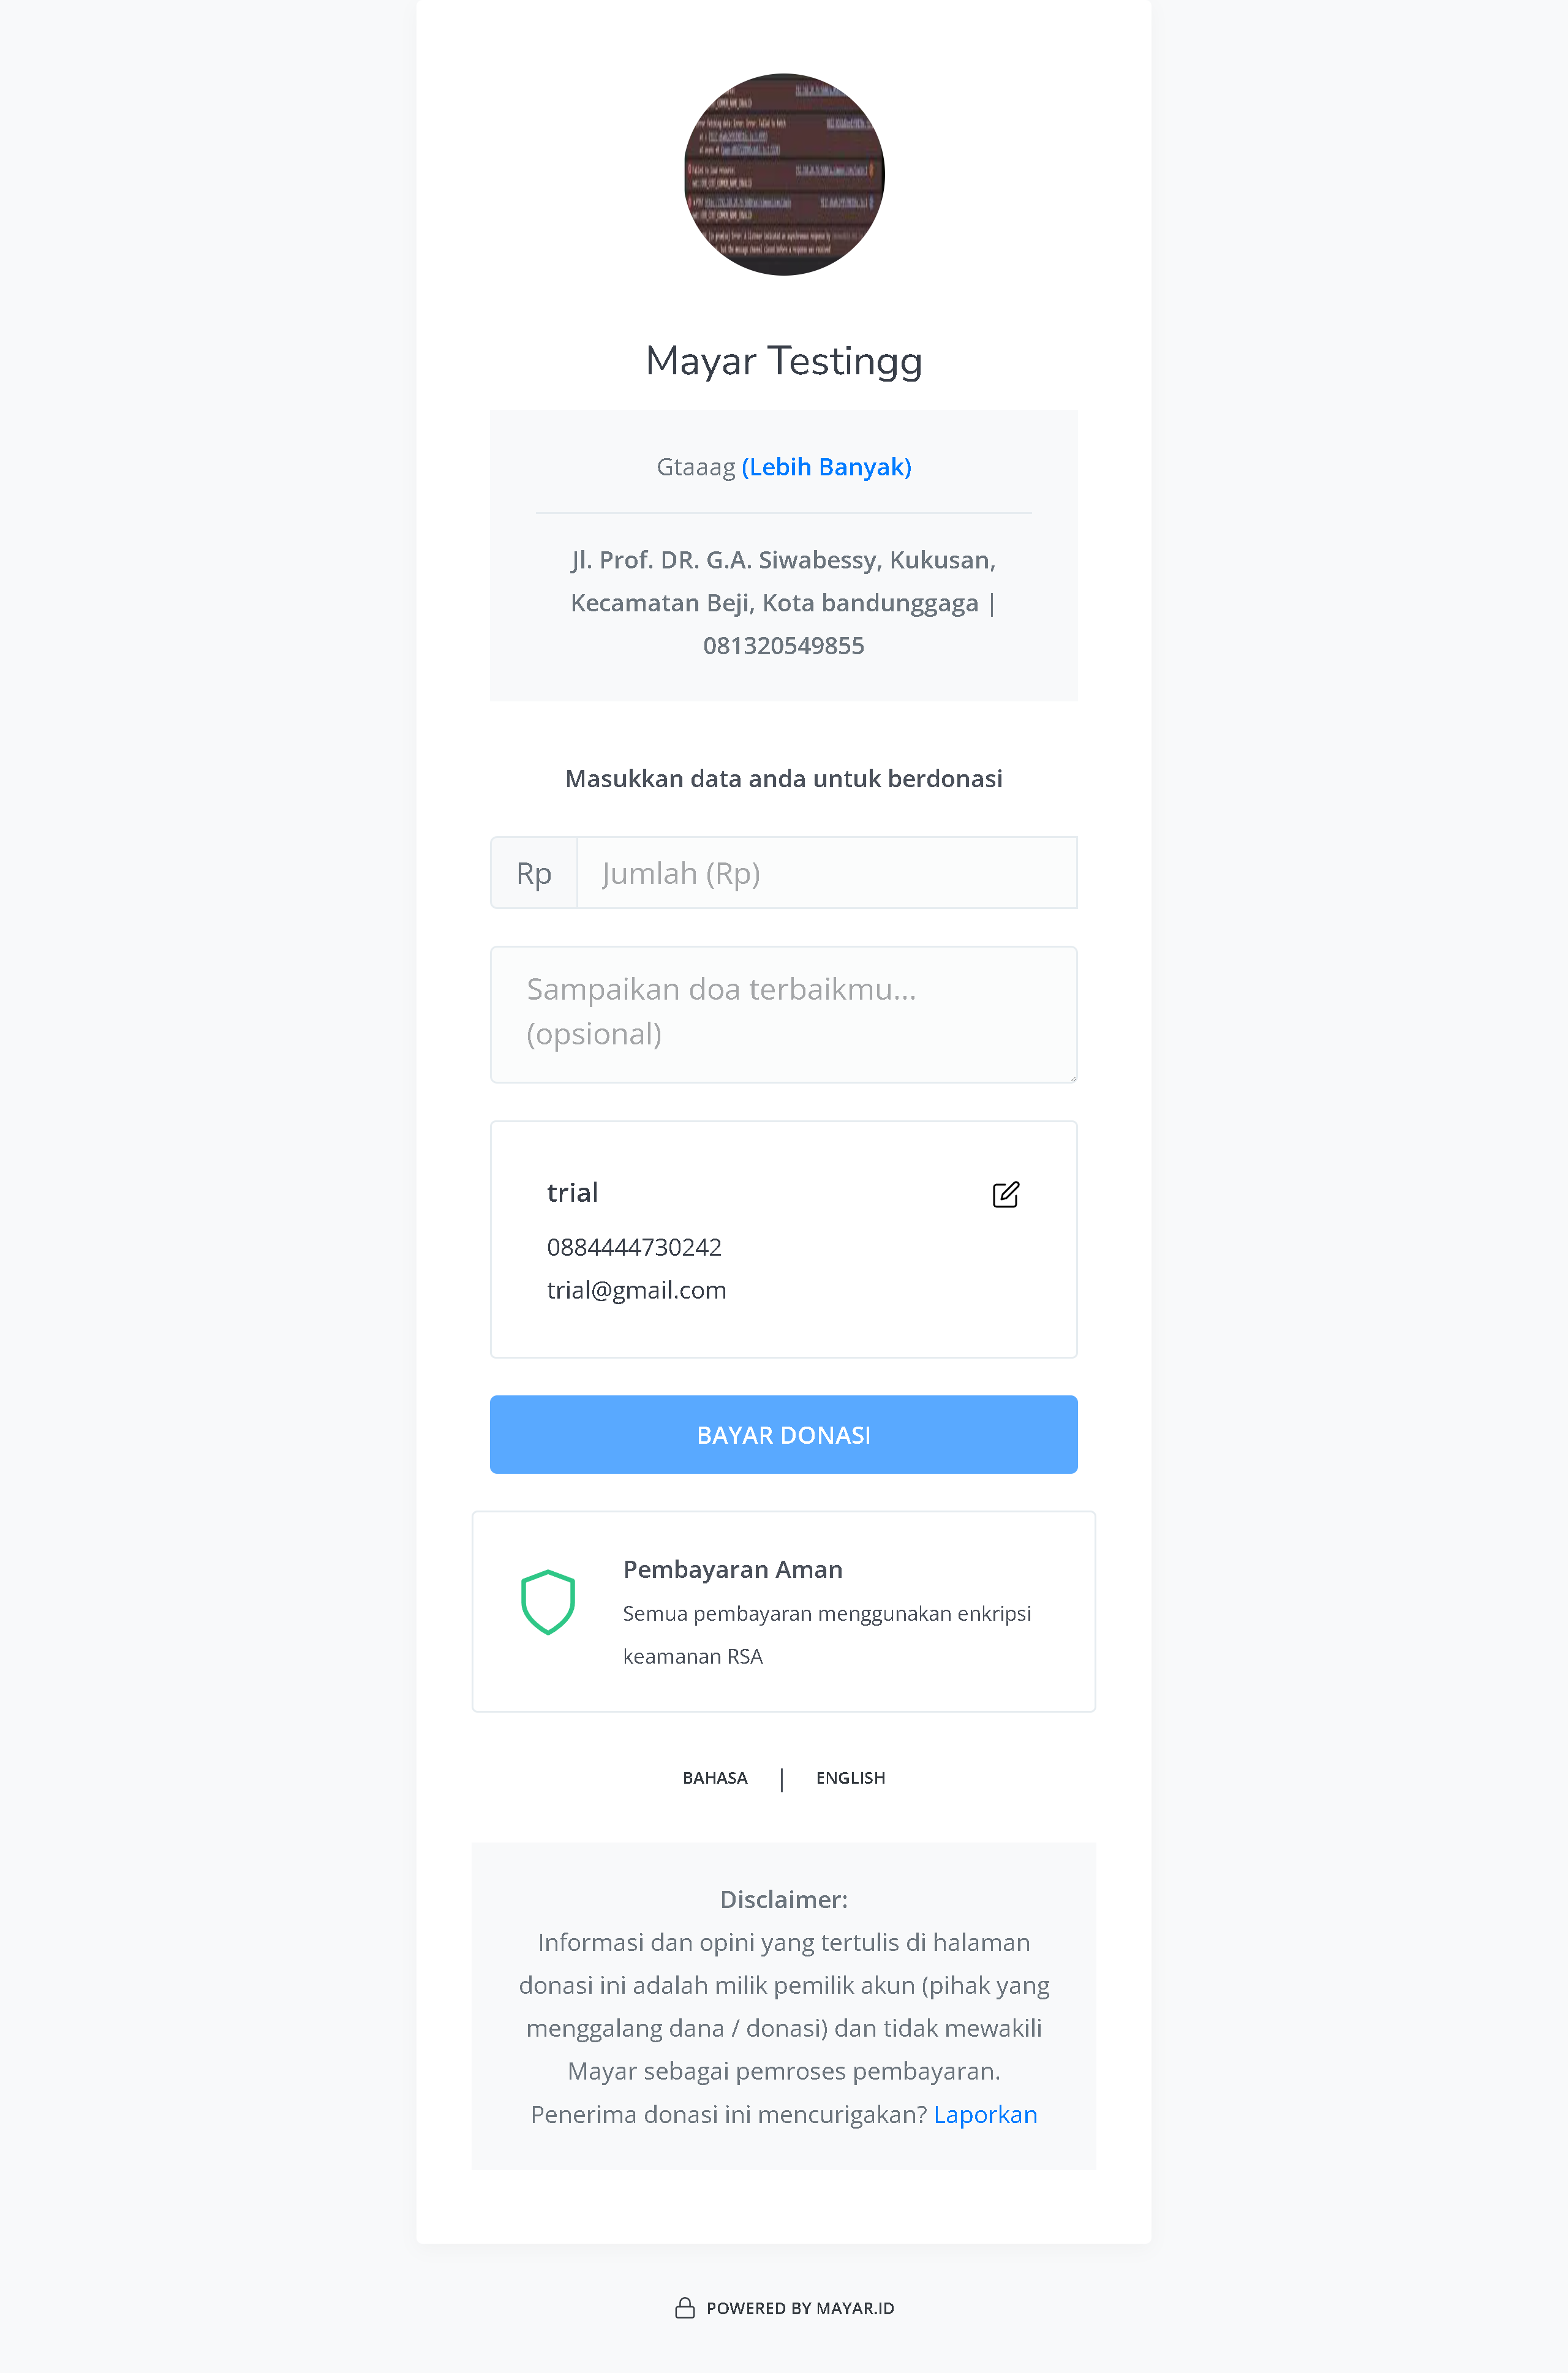 Mayar Testingg
Gtaaag (Lebih Banyak)
Jl. Prof. DR. G.A. Siwabessy, Kukusan,
Kecamatan Beji, Kota bandunggaga |
081320549855
Masukkan data anda untuk berdonasi
Rp Jumlah (Rp)
Sampaikan doa terbaikmu...
(opsional)
trial
0884444730242
trial@gmail.com
BAYAR DONASI
Pembayaran Aman
Semua pembayaran menggunakan enkripsi
keamanan RSA
BAHASA | ENGLISH
Disclaimer:
Informasi dan opini yang tertulis di halaman
donasi ini adalah milik pemilik akun (pihak yang
menggalang dana / donasi) dan tidak mewakili
Mayar sebagai pemroses pembayaran.
Penerima donasi ini mencurigakan? Laporkan
POWERED BY MAYAR.ID